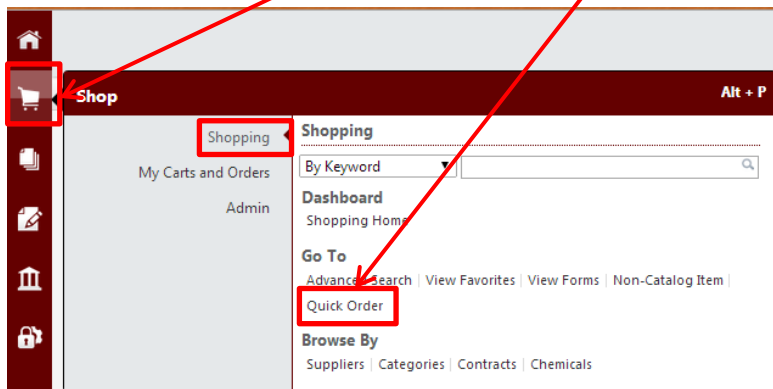 Shop
Alt + P
Shopping
My Carts and Orders
Admin
Shopping
By Keyword
Dashboard
Shopping Home
Go To
Advanced Search | View Favorites | View Forms | Non-Catalog Item |
Quick Order
Browse By
Suppliers | Categories | Contracts | Chemicals